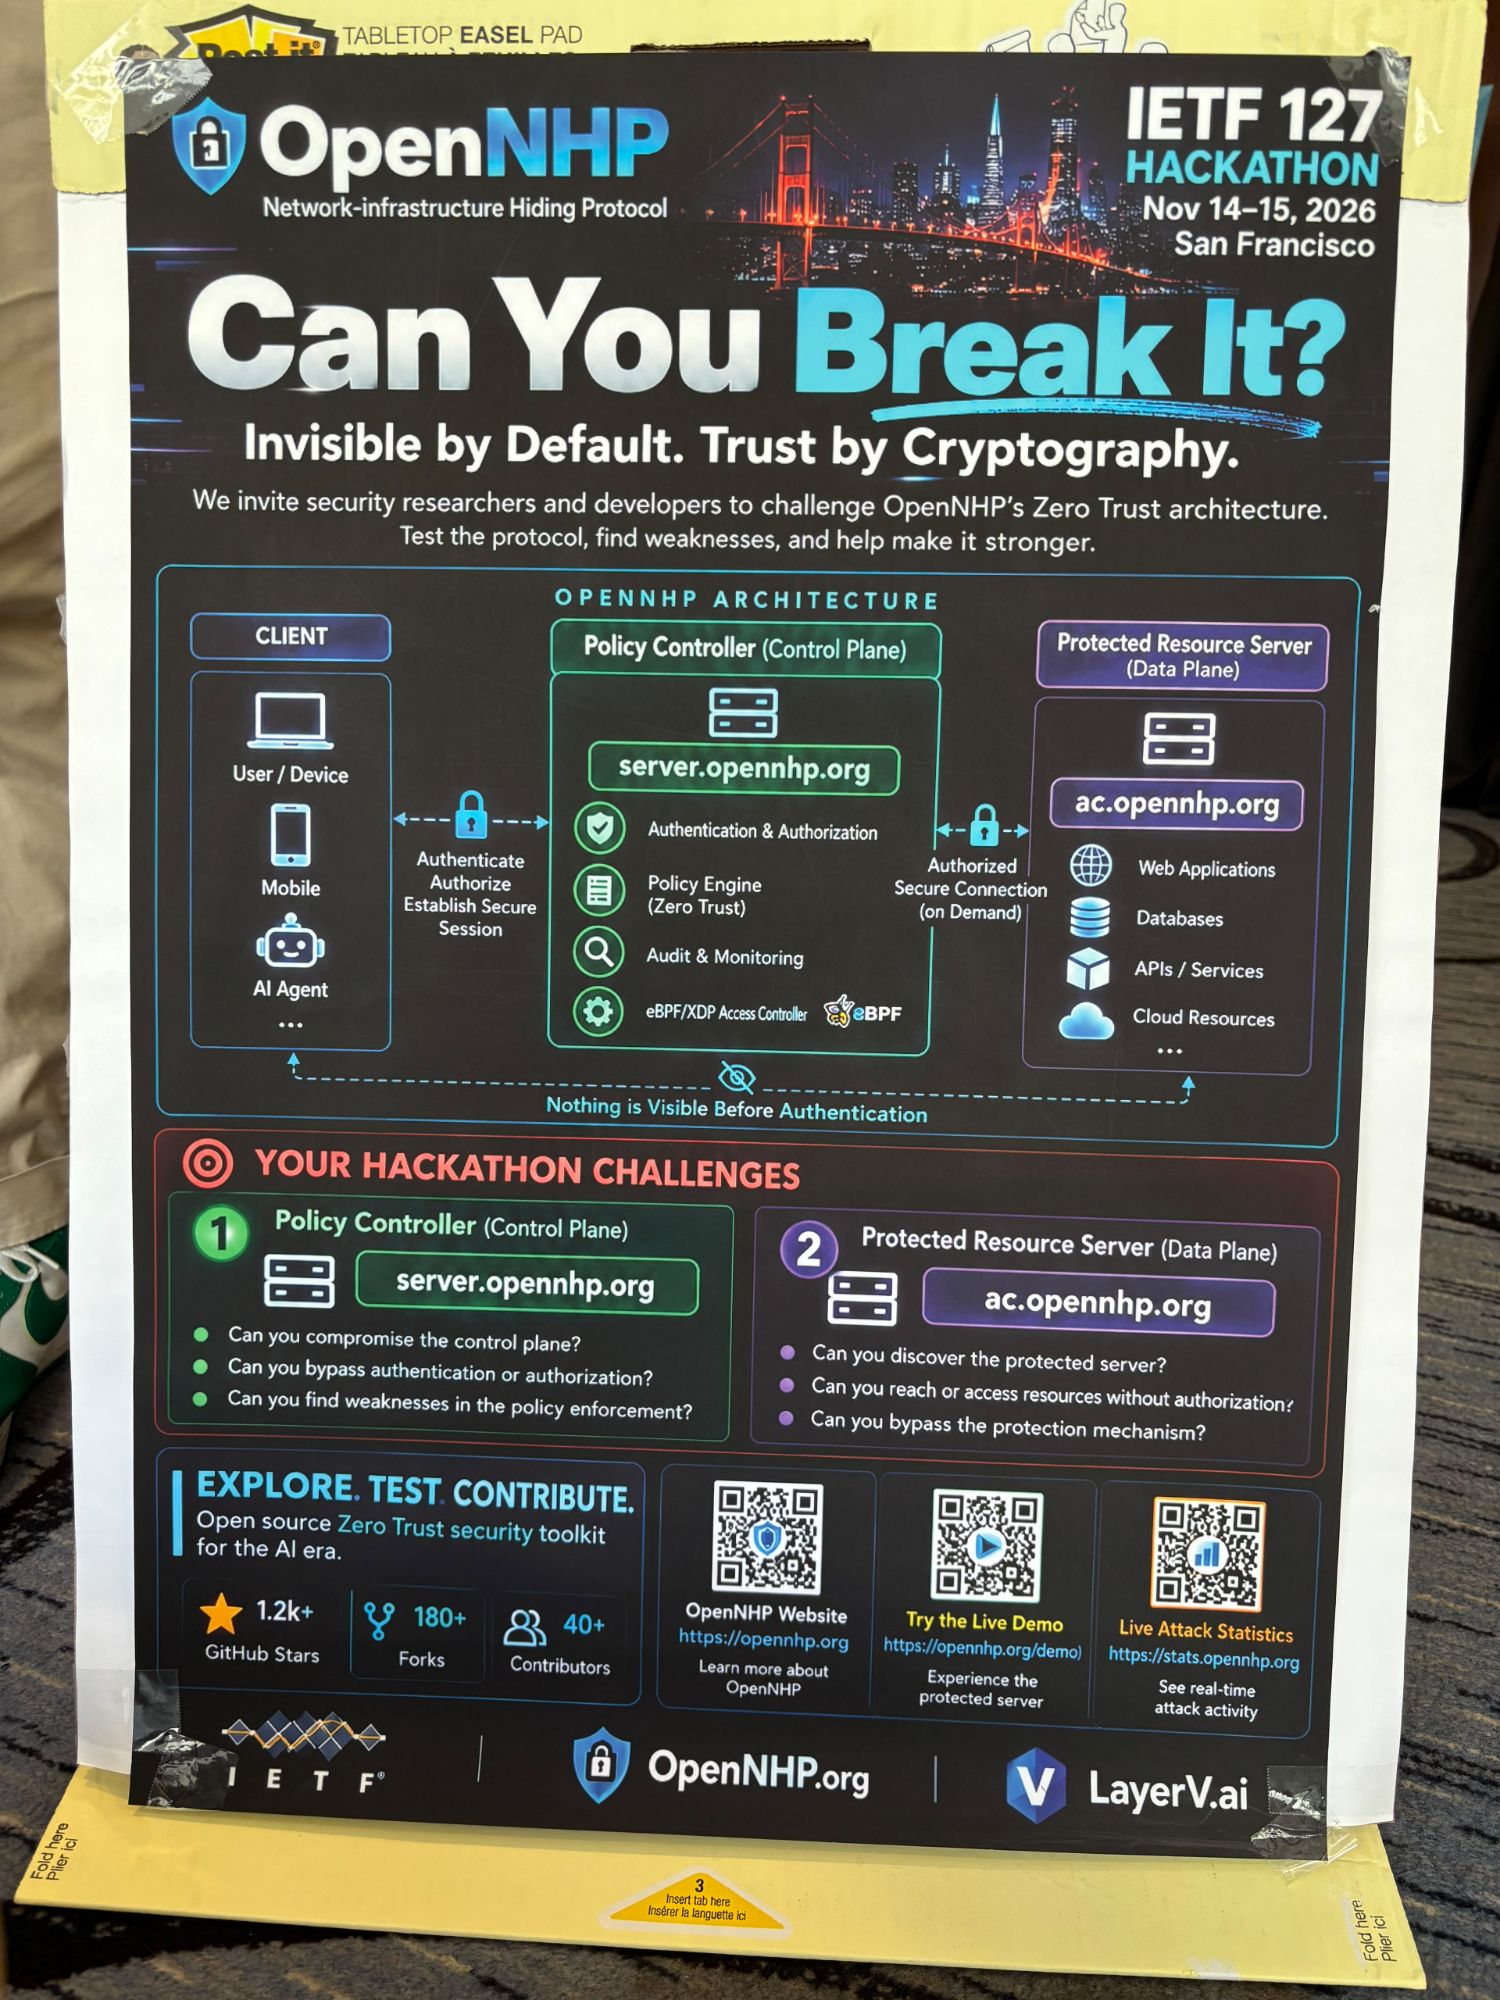 Post-it®
TABLETOP EASEL PAD
OpenNHP
Network-infrastructure Hiding Protocol
IETF 127
HACKATHON
Nov 14–15, 2026
San Francisco
Can You Break It?
Invisible by Default. Trust by Cryptography.
We invite security researchers and developers to challenge OpenNHP's Zero Trust architecture.
Test the protocol, find weaknesses, and help make it stronger.
OPENNHP ARCHITECTURE
CLIENT
User / Device
Mobile
AI Agent
...
Authenticate
Authorize
Establish Secure
Session
Policy Controller (Control Plane)
server.opennhp.org
Authentication & Authorization
Policy Engine
(Zero Trust)
Audit & Monitoring
eBPF/XDP Access Controller
eBPF
Authorized
Secure Connection
(on Demand)
Protected Resource Server
(Data Plane)
ac.opennhp.org
Web Applications
Databases
APIs / Services
Cloud Resources
...
Nothing is Visible Before Authentication
YOUR HACKATHON CHALLENGES
1
Policy Controller (Control Plane)
server.opennhp.org
Can you compromise the control plane?
Can you bypass authentication or authorization?
Can you find weaknesses in the policy enforcement?
2
Protected Resource Server (Data Plane)
ac.opennhp.org
Can you discover the protected server?
Can you reach or access resources without authorization?
Can you bypass the protection mechanism?
EXPLORE. TEST. CONTRIBUTE.
Open source Zero Trust security toolkit
for the AI era.
1.2k+
GitHub Stars
180+
Forks
40+
Contributors
OpenNHP Website
https://opennhp.org
Learn more about
OpenNHP
Try the Live Demo
https://opennhp.org/demo)
Experience the
protected server
Live Attack Statistics
https://stats.opennhp.org
See real-time
attack activity
IETF®
OpenNHP.org
V
LayerV.ai
Fold here
Plier ici
3
Insert tab here
Insérer la languette ici
Fold here
Plier ici